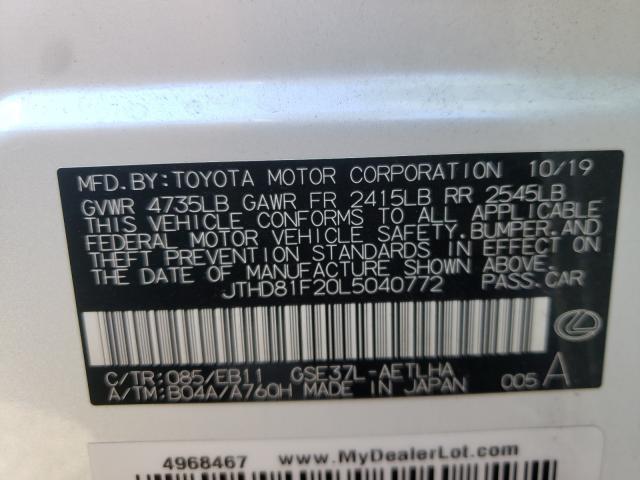 MFD.BY:TOYOTA MOTOR CORPORATION 10/19
GVWR 4735LB GAWR FR 2415LB RR 2545LB
THIS VEHICLE CONFORMS TO ALL APPLICABLE
FEDERAL MOTOR VEHICLE SAFETY,BUMPER,AND
THEFT PREVENTION STANDARDS IN EFFECT ON
THE DATE OF MANUFACTURE SHOWN ABOVE.
JTHD81F20L5040772 PASS.CAR
C/TR:085/EB11 GSE37L-AETLHA
A/TM:B04A/A760H MADE IN JAPAN 005A
4968467 www.MyDealerLot.com